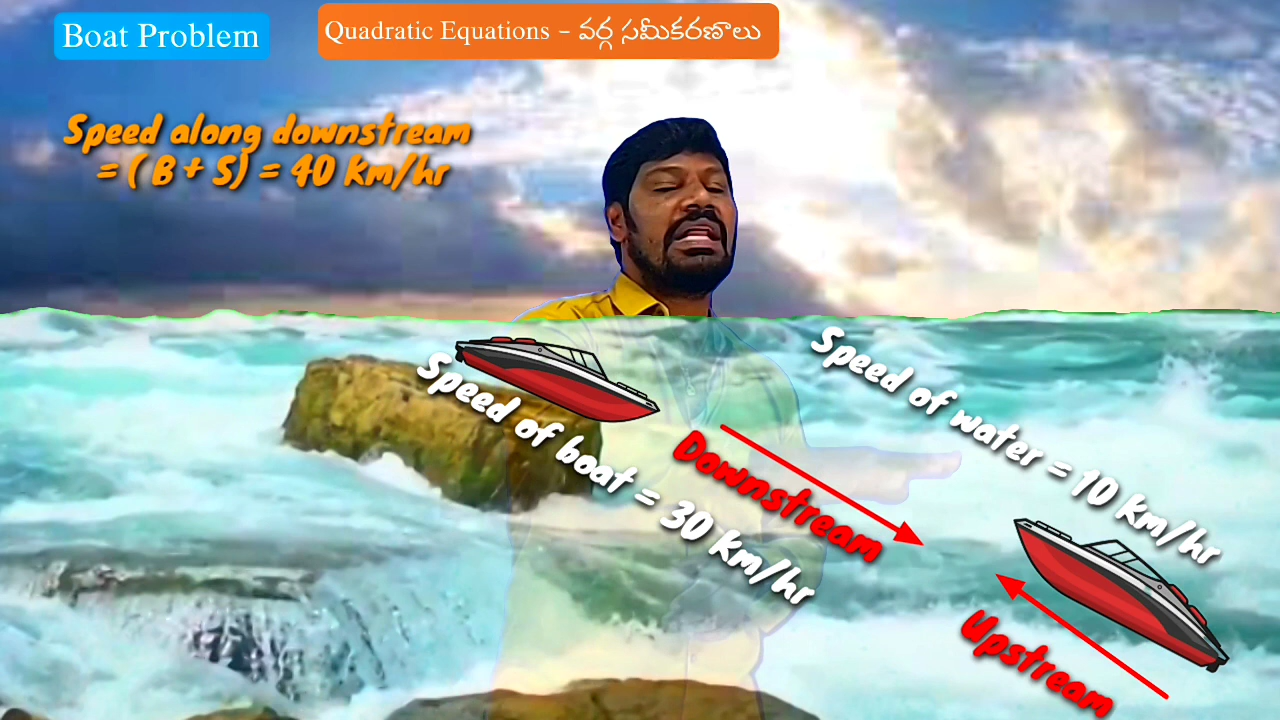 Boat Problem
Quadratic Equations - వర్గ సమీకరణాలు
Speed along downstream
= ( B + S) = 40 Km/hr
Speed of boat = 30 Km/hr
Speed of water = 10 Km/hr
Downstream
Upstream